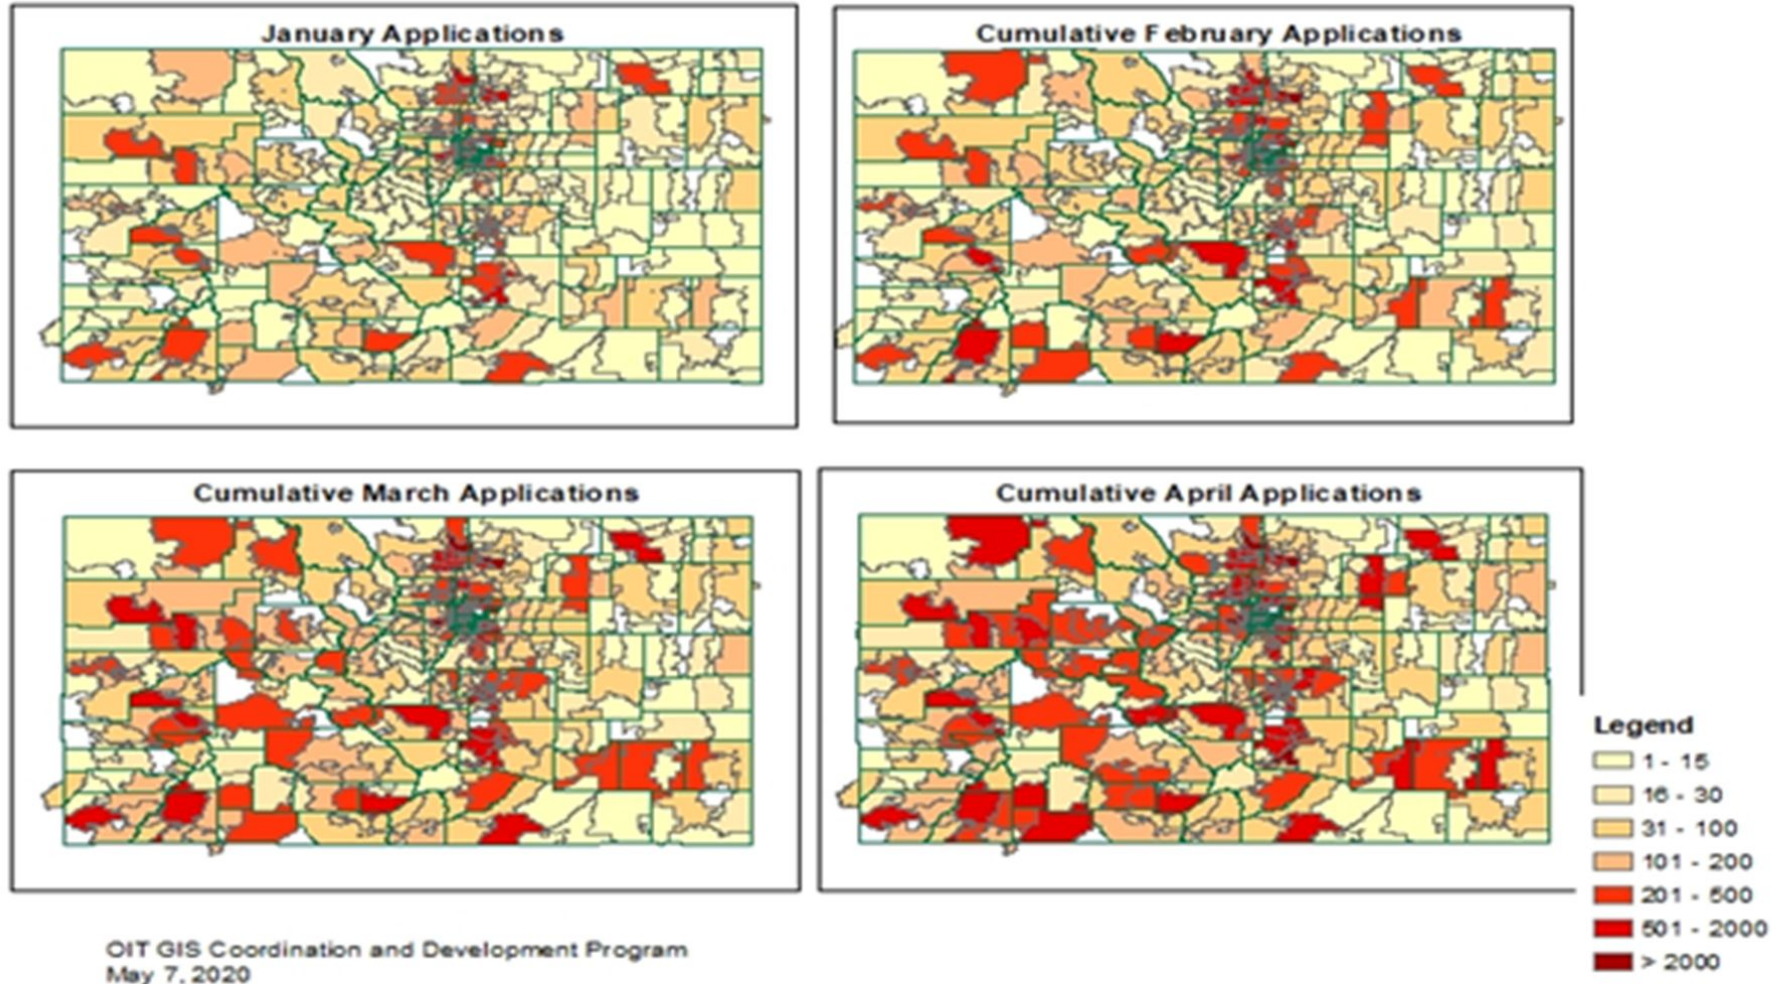 January Applications
Cumulative February Applications
Cumulative March Applications
Cumulative April Applications
Legend
1 - 15
16 - 30
31 - 100
101 - 200
201 - 500
501 - 2000
> 2000
OIT GIS Coordination and Development Program
May 7, 2020